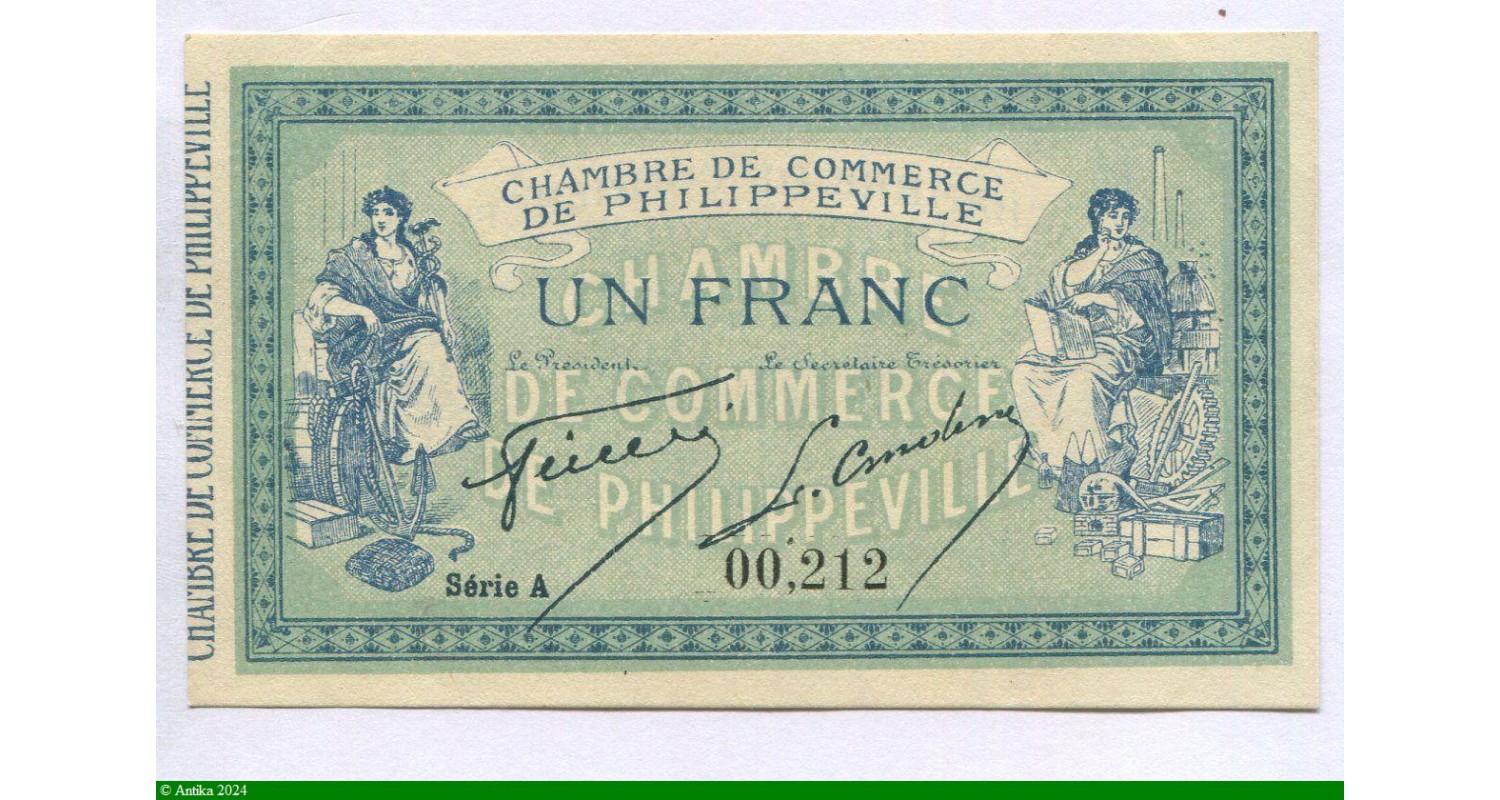 CHAMBRE DE COMMERCE DE PHILIPPEVILLE
CHAMBRE DE COMMERCE
DE PHILIPPEVILLE
CHAMBRE
UN FRANC
Le President
Le Secrétaire Trésorier
DE COMMERCE
DE PHILIPPEVILLE
Série A
00,212
© Antika 2024